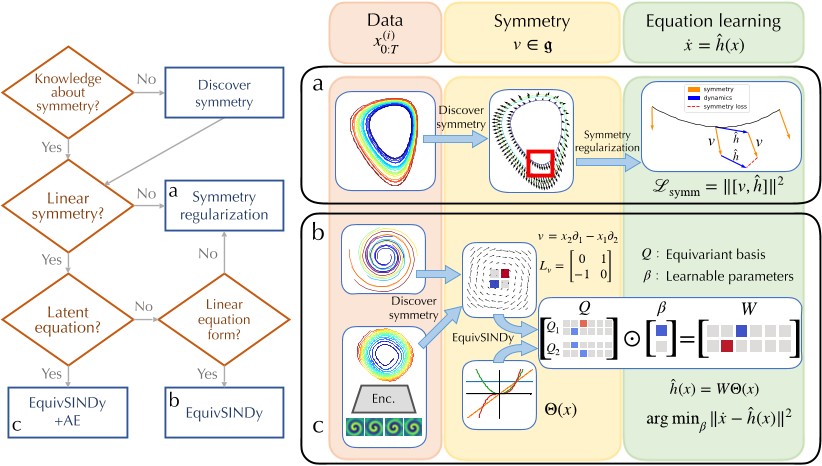 Knowledge
about
symmetry?
No
Discover
symmetry
Yes
Linear
symmetry?
No
a
Symmetry
regularization
Yes
No
Latent
equation?
No
Linear
equation
form?
Yes
Yes
EquivSINDy
+AE
c
b
EquivSINDy
Data
x_{0:T}^{(i)}
Symmetry
v ∈ 𝔤
Equation learning
ẋ = ĥ(x)
a
Discover
symmetry
Symmetry
regularization
symmetry
dynamics
symmetry loss
v
h
ĥ
v
ℒ_symm = ‖[v, ĥ]‖²
b
Discover
symmetry
Enc.
c
v = x₂∂₁ − x₁∂₂
L_v = [0 1
−1 0]
EquivSINDy
Θ(x)
Q : Equivariant basis
β : Learnable parameters
Q β W
Q₁
Q₂
[ ] ⊙ [ ] = [ ]
ĥ(x) = WΘ(x)
arg min_β ‖ẋ − ĥ(x)‖²